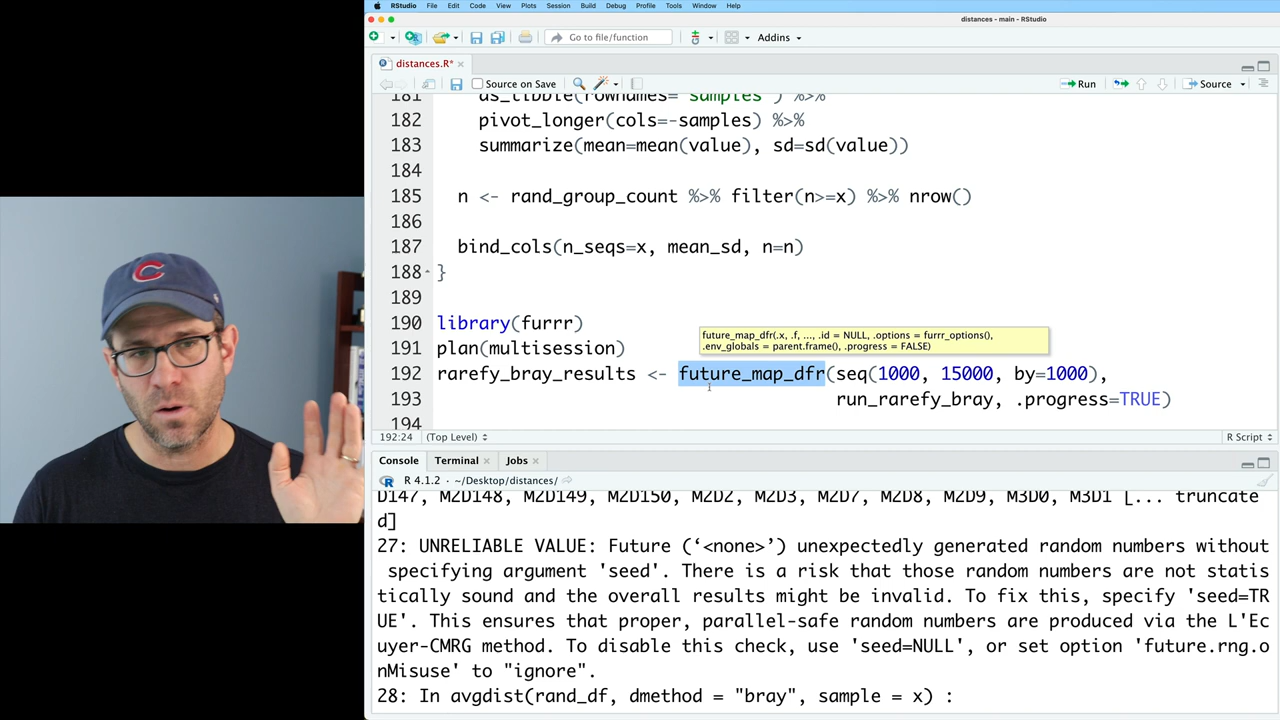 RStudio File Edit Code View Plots Session Build Debug Profile Tools Window Help
distances - main - RStudio
Go to file/function Addins
distances.R*
Source on Save Run Source
181 as_tibble(rownames="samples") %>%
182 pivot_longer(cols=-samples) %>%
183 summarize(mean=mean(value), sd=sd(value))
184
185 n <- rand_group_count %>% filter(n>=x) %>% nrow()
186
187 bind_cols(n_seqs=x, mean_sd, n=n)
188 }
189
190 library(furrr)
191 plan(multisession)
future_map_dfr(.x, .f, ..., .id = NULL, .options = furrr_options(),
.env_globals = parent.frame(), .progress = FALSE)
192 rarefy_bray_results <- future_map_dfr(seq(1000, 15000, by=1000),
193 run_rarefy_bray, .progress=TRUE)
194
192:24 (Top Level) R Script
Console Terminal Jobs
R R 4.1.2 · ~/Desktop/distances/
D147, M2D148, M2D149, M2D150, M2D2, M2D3, M2D7, M2D8, M2D9, M3D0, M3D1 [... truncate
d]
27: UNRELIABLE VALUE: Future (‘<none>’) unexpectedly generated random numbers without
specifying argument 'seed'. There is a risk that those random numbers are not statis
tically sound and the overall results might be invalid. To fix this, specify 'seed=TR
UE'. This ensures that proper, parallel-safe random numbers are produced via the L'Ec
uyer-CMRG method. To disable this check, use 'seed=NULL', or set option 'future.rng.o
nMisuse' to "ignore".
28: In avgdist(rand_df, dmethod = "bray", sample = x) :
C